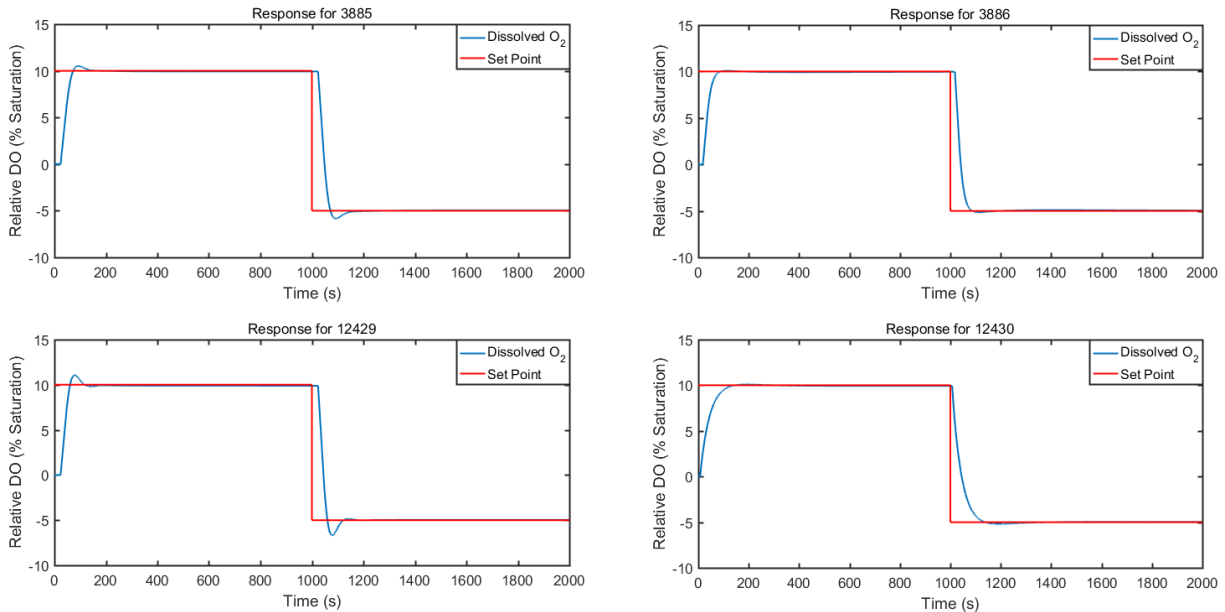 Response for 3885
15
10
5
0
-5
-10
Relative DO (% Saturation)
Dissolved O2
Set Point
0 200 400 600 800 1000 1200 1400 1600 1800 2000
Time (s)
Response for 3886
15
10
5
0
-5
-10
Relative DO (% Saturation)
Dissolved O2
Set Point
0 200 400 600 800 1000 1200 1400 1600 1800 2000
Time (s)
Response for 12429
15
10
5
0
-5
-10
Relative DO (% Saturation)
Dissolved O2
Set Point
0 200 400 600 800 1000 1200 1400 1600 1800 2000
Time (s)
Response for 12430
15
10
5
0
-5
-10
Relative DO (% Saturation)
Dissolved O2
Set Point
0 200 400 600 800 1000 1200 1400 1600 1800 2000
Time (s)